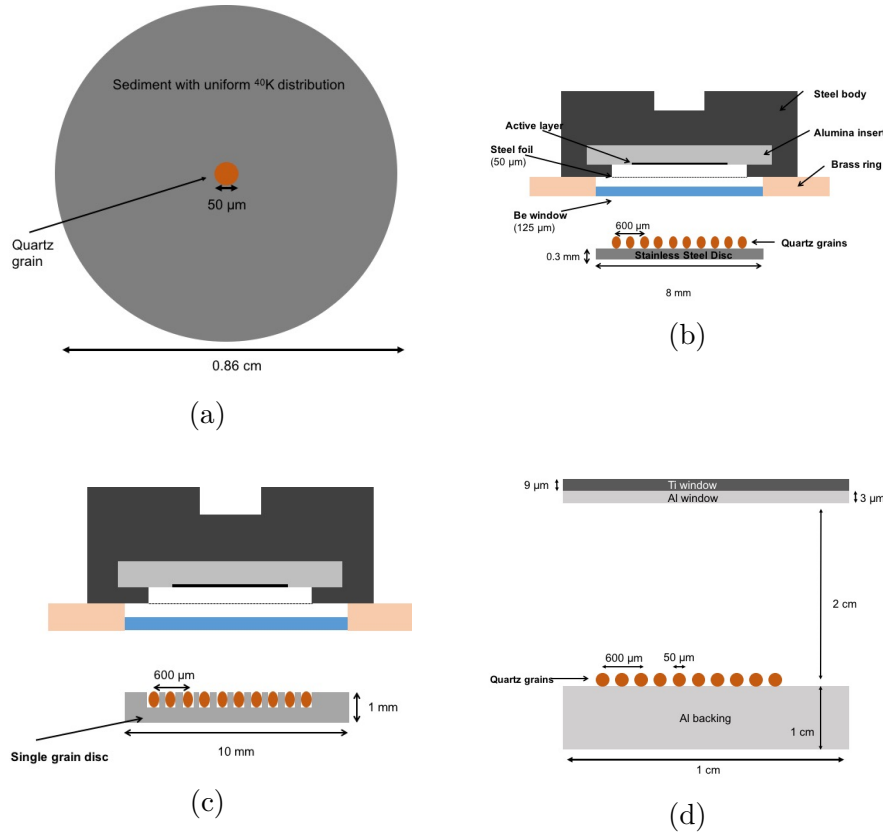 Sediment with uniform ⁴⁰K distribution
50 µm
Quartz
grain
0.86 cm
(a)
Steel body
Active layer
Alumina insert
Steel foil
(50 µm)
Brass ring
Be window
(125 µm)
600 µm
Quartz grains
0.3 mm
Stainless Steel Disc
8 mm
(b)
600 µm
1 mm
Single grain disc
10 mm
(c)
9 µm
Ti window
Al window
3 µm
2 cm
600 µm
50 µm
Quartz grains
Al backing
1 cm
1 cm
(d)